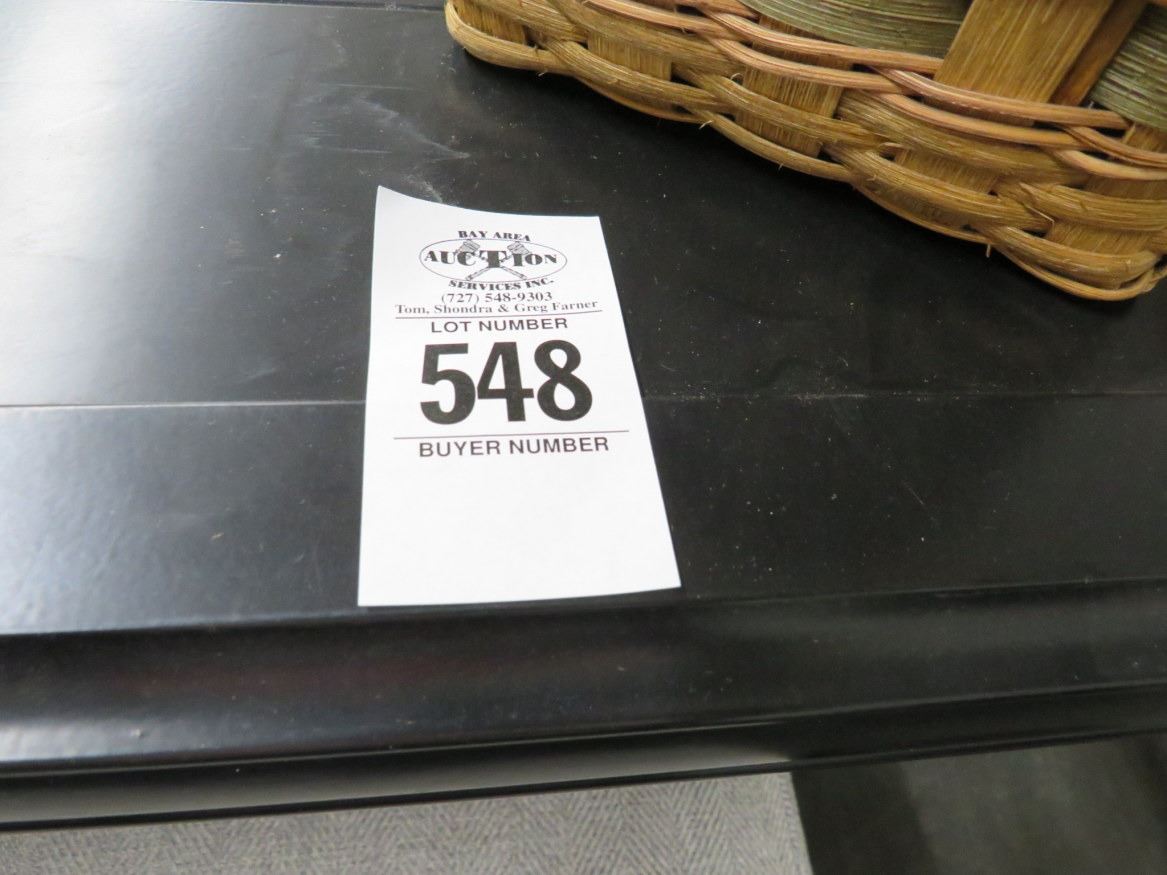 BAY AREA
AUCTION
SERVICES INC.
(727) 548-9303
Tom, Shondra & Greg Farner
LOT NUMBER
548
BUYER NUMBER